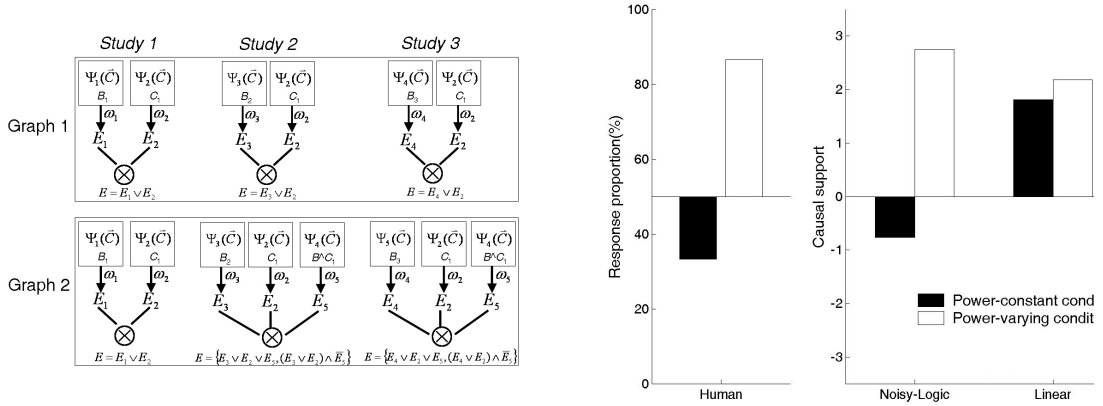 Study 1 Study 2 Study 3
Graph 1
Ψ₁(C⃗) Ψ₂(C⃗) Ψ₃(C⃗) Ψ₂(C⃗) Ψ₄(C⃗) Ψ₂(C⃗)
B₁ C₁ B₂ C₁ B₃ C₁
ω₁ ω₂ ω₃ ω₂ ω₄ ω₂
E₁ E₂ E₃ E₂ E₄ E₂
E = E₁ ∨ E₂ E = E₃ ∨ E₂ E = E₄ ∨ E₂
Graph 2
Ψ₁(C⃗) Ψ₂(C⃗) Ψ₃(C⃗) Ψ₂(C⃗) Ψ₄(C⃗) Ψ₅(C⃗) Ψ₂(C⃗) Ψ₄(C⃗)
B₁ C₁ B₂ C₁ B^C₁ B₃ C₁ B^C₁
ω₁ ω₂ ω₃ ω₂ ω₅ ω₄ ω₂ ω₅
E₁ E₂ E₃ E₂ E₅ E₄ E₂ E₅
E = E₁ ∨ E₂ E = {E₃ ∨ E₂ ∨ E₅, (E₃ ∨ E₂) ∧ E̅₅} E = {E₄ ∨ E₂ ∨ E₅, (E₄ ∨ E₂) ∧ E̅₅}
Response proportion(%)
100
80
60
40
20
0
Human
Causal support
3
2
1
0
-1
-2
-3
Power-constant cond
Power-varying condit
Noisy-Logic Linear